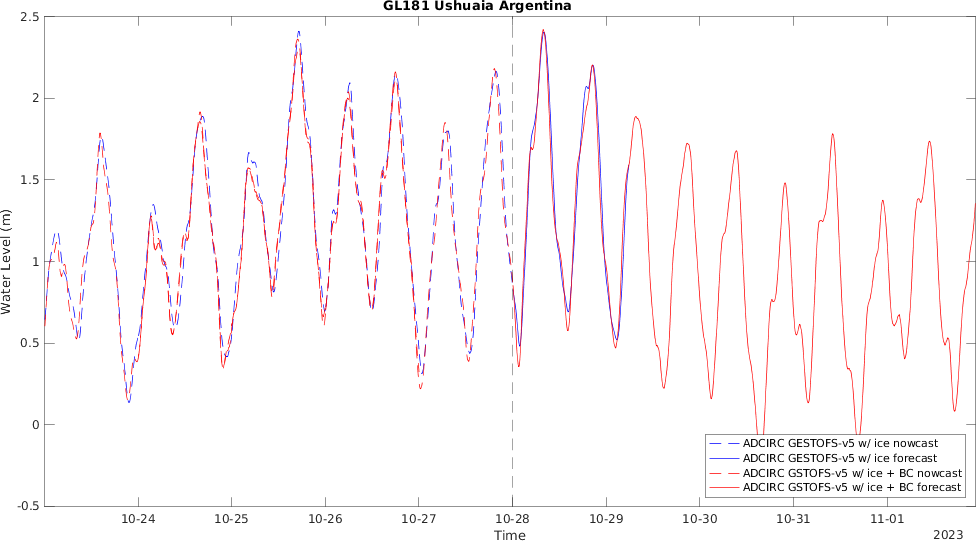 GL181 Ushuaia Argentina
2.5
2
1.5
1
0.5
0
-0.5
Water Level (m)
ADCIRC GESTOFS-v5 w/ ice nowcast
ADCIRC GESTOFS-v5 w/ ice forecast
ADCIRC GSTOFS-v5 w/ ice + BC nowcast
ADCIRC GSTOFS-v5 w/ ice + BC forecast
10-24 10-25 10-26 10-27 10-28 10-29 10-30 10-31 11-01
Time
2023